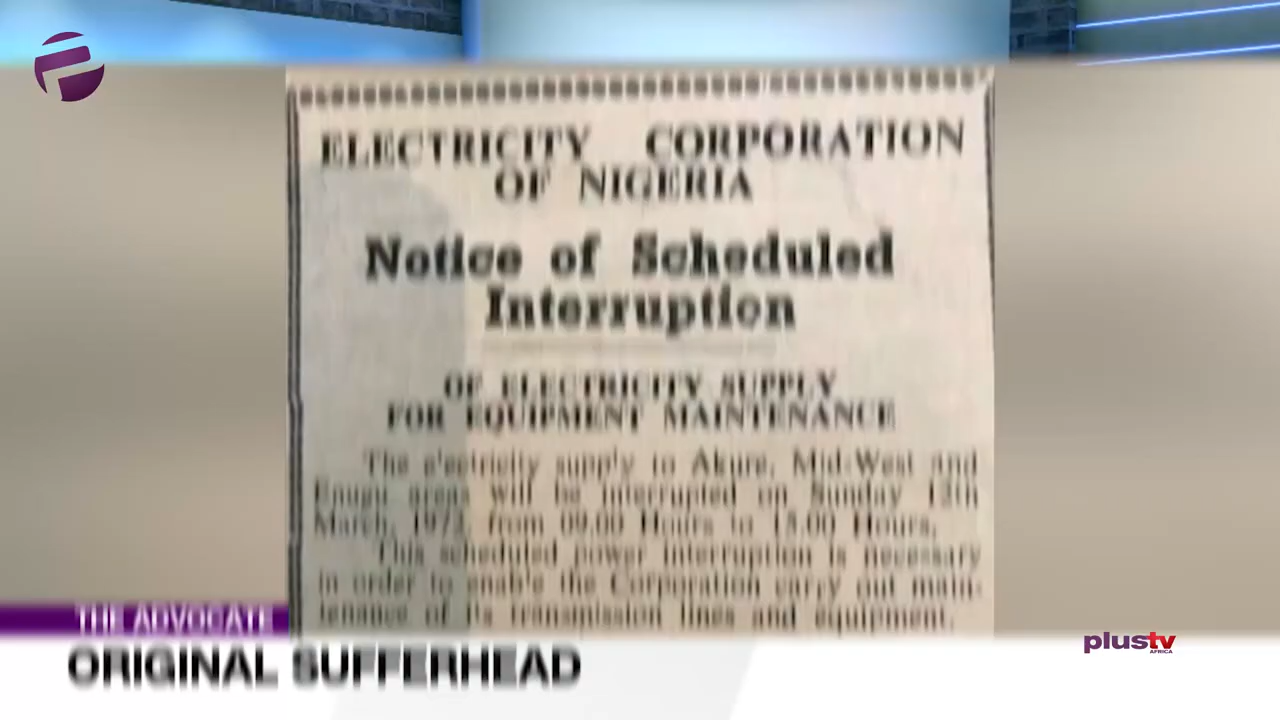 ELECTRICITY CORPORATION
OF NIGERIA
Notice of Scheduled
Interruption
OF ELECTRICITY SUPPLY
FOR EQUIPMENT MAINTENANCE
The electricity supply to Akure, Mid-West and
Enugu areas will be interrupted on Sunday 12th
March, 1972 from 09.00 Hours to Hours.
This scheduled power interruption is necessary
in order to enable the Corporation carry out main-
tenance of its transmission lines and equipment.
THE ADVOCATE
ORIGINAL SUFFERHEAD
plustv
AFRICA